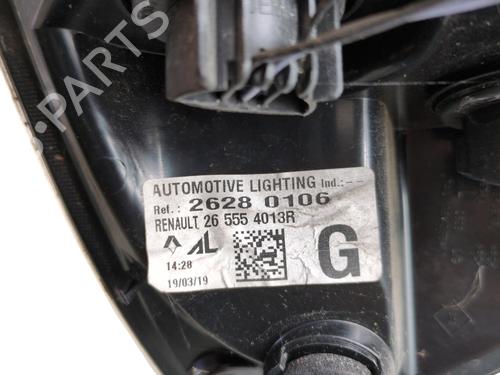 B-PARTS
AUTOMOTIVE LIGHTING Ind.:--
Ref.: 2628 0106
RENAULT 26 555 4013R
AL
G
14:28
19/03/19